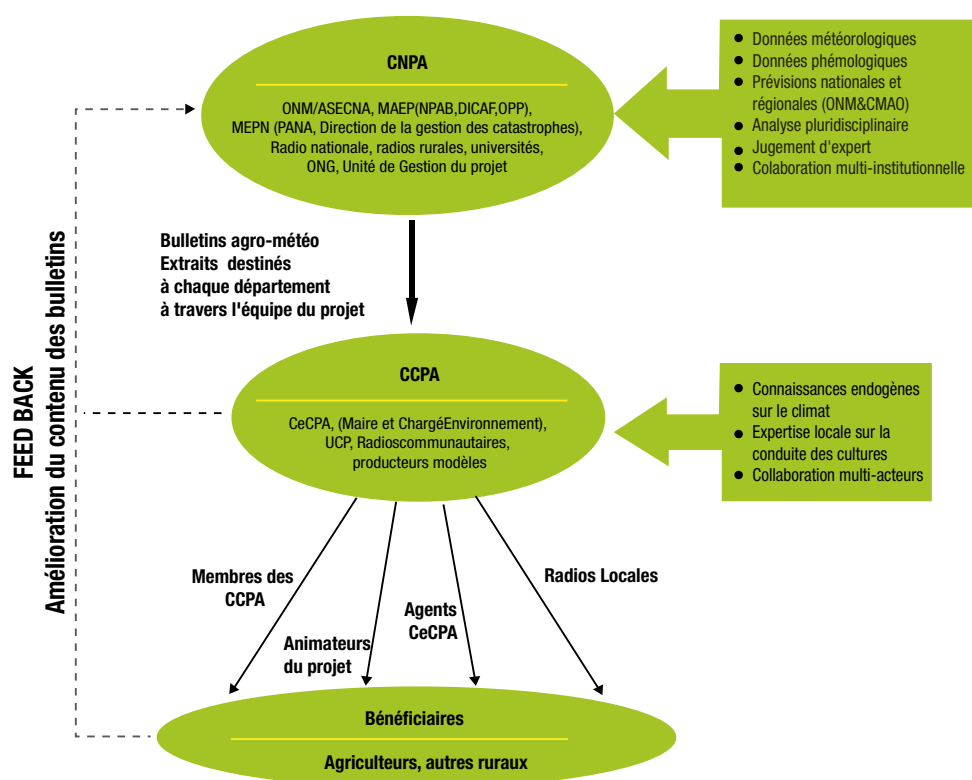 CNPA
ONM/ASECNA, MAEP(NPAB,DICAF,OPP),
MEPN (PANA, Direction de la gestion des catastrophes),
Radio nationale, radios rurales, universités,
ONG, Unité de Gestion du projet
● Données météorologiques
● Données phémologiques
● Prévisions nationales et
régionales (ONM&CMAO)
● Analyse pluridisciplinaire
● Jugement d'expert
● Colaboration multi-institutionnelle
Bulletins agro-météo
Extraits destinés
à chaque département
à travers l'équipe du projet
FEED BACK
Amélioration du contenu des bulletins
CCPA
CeCPA, (Maire et ChargéEnvironnement),
UCP, Radioscommunautaires,
producteurs modèles
● Connaissances endogènes
sur le climat
● Expertise locale sur la
conduite des cultures
● Collaboration multi-acteurs
Membres des
CCPA
Animateurs
du projet
Agents
CeCPA
Radios Locales
Bénéficiaires
Agriculteurs, autres ruraux